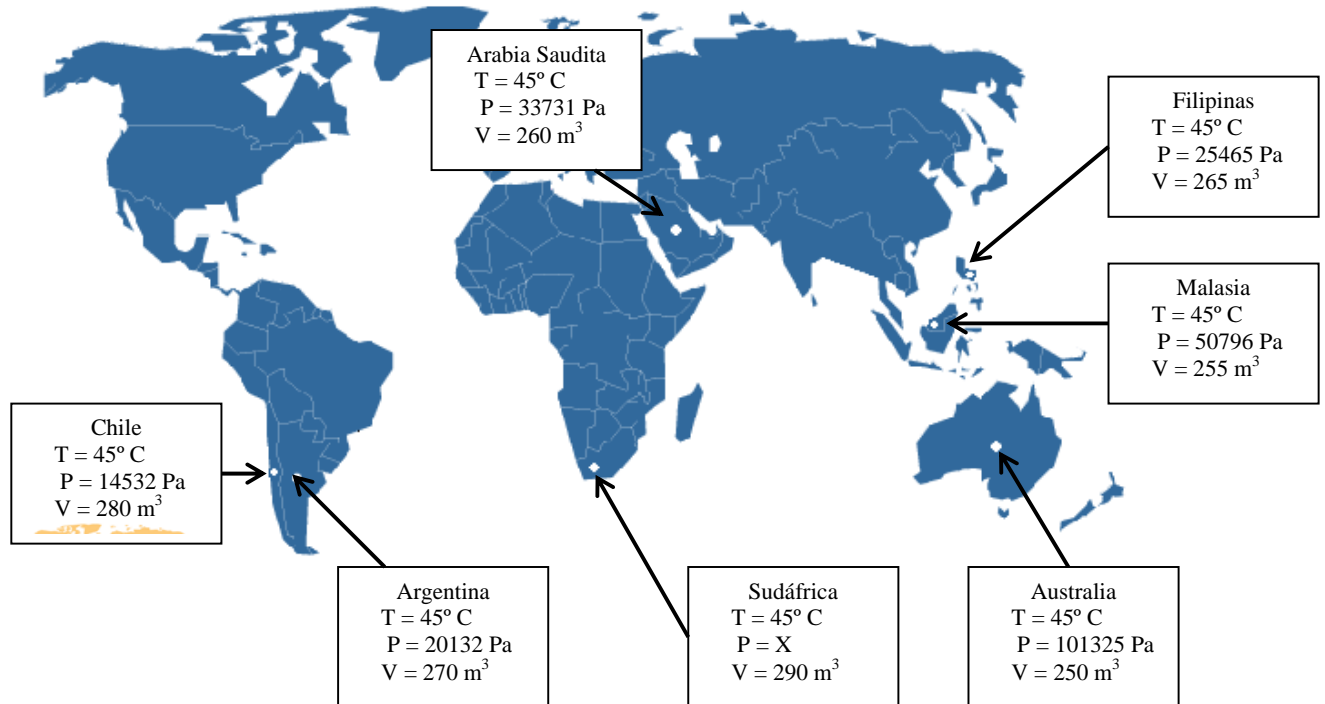 Arabia Saudita
T = 45º C
P = 33731 Pa
V = 260 m³
Filipinas
T = 45º C
P = 25465 Pa
V = 265 m³
Malasia
T = 45º C
P = 50796 Pa
V = 255 m³
Chile
T = 45º C
P = 14532 Pa
V = 280 m³
Argentina
T = 45º C
P = 20132 Pa
V = 270 m³
Sudáfrica
T = 45º C
P = X
V = 290 m³
Australia
T = 45º C
P = 101325 Pa
V = 250 m³